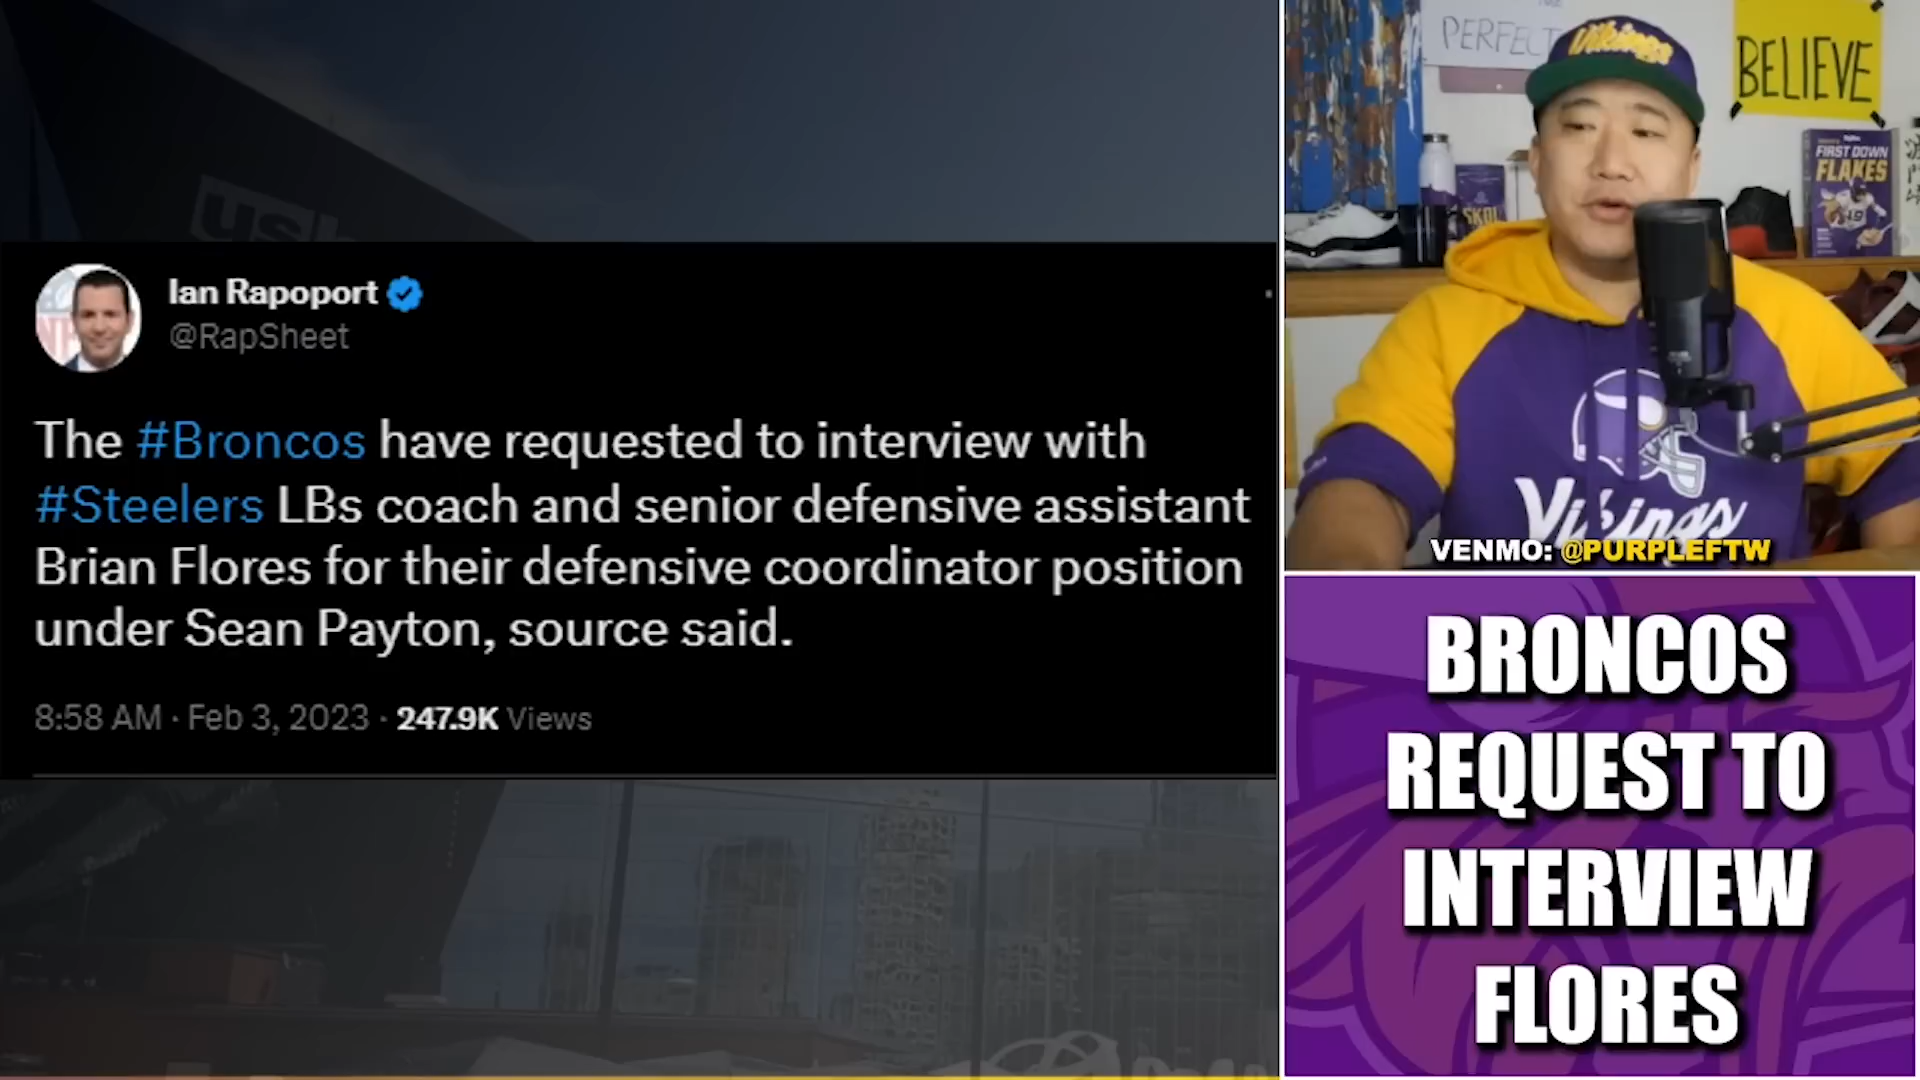 Ian Rapoport
@RapSheet
The #Broncos have requested to interview with
#Steelers LBs coach and senior defensive assistant
Brian Flores for their defensive coordinator position
under Sean Payton, source said.
8:58 AM · Feb 3, 2023 · 247.9K Views
PERFECT
Vikings
BELIEVE
FIRST DOWN
FLAKES
SKOL
Vikings
VENMO: @PURPLEFTW
BRONCOS
REQUEST TO
INTERVIEW
FLORES